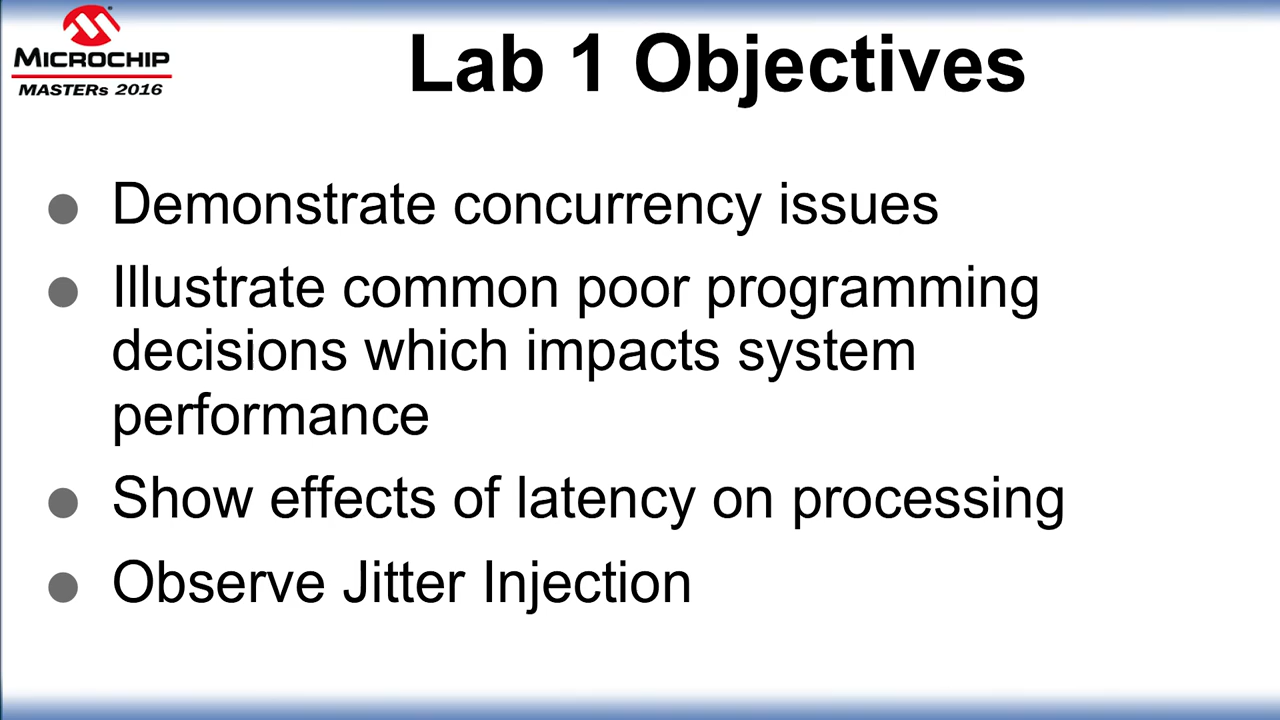 MICROCHIP
MASTERs 2016
Lab 1 Objectives
Demonstrate concurrency issues
Illustrate common poor programming
decisions which impacts system
performance
Show effects of latency on processing
Observe Jitter Injection